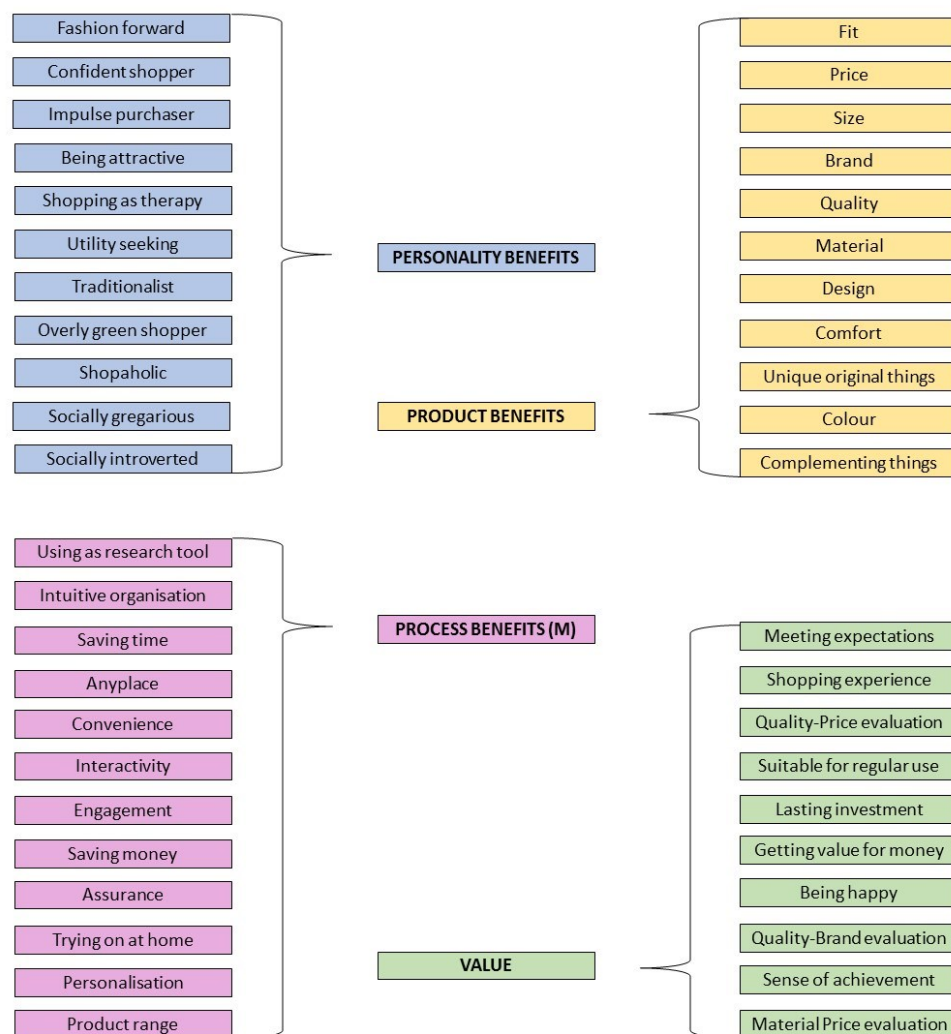 Fashion forward
Confident shopper
Impulse purchaser
Being attractive
Shopping as therapy
Utility seeking
Traditionalist
Overly green shopper
Shopaholic
Socially gregarious
Socially introverted
PERSONALITY BENEFITS
PRODUCT BENEFITS
Fit
Price
Size
Brand
Quality
Material
Design
Comfort
Unique original things
Colour
Complementing things
Using as research tool
Intuitive organisation
Saving time
Anyplace
Convenience
Interactivity
Engagement
Saving money
Assurance
Trying on at home
Personalisation
Product range
PROCESS BENEFITS (M)
VALUE
Meeting expectations
Shopping experience
Quality-Price evaluation
Suitable for regular use
Lasting investment
Getting value for money
Being happy
Quality-Brand evaluation
Sense of achievement
Material Price evaluation